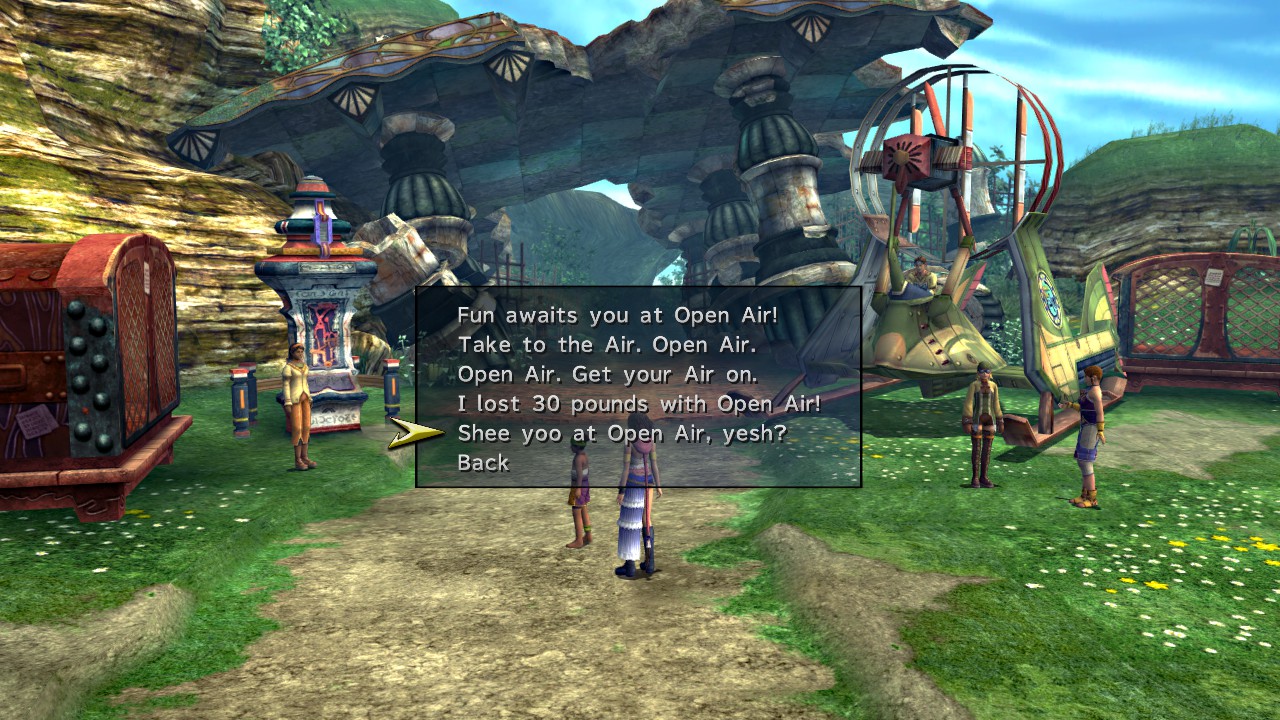 Fun awaits you at Open Air!
Take to the Air. Open Air.
Open Air. Get your Air on.
I lost 30 pounds with Open Air!
Shee yoo at Open Air, yesh?
Back